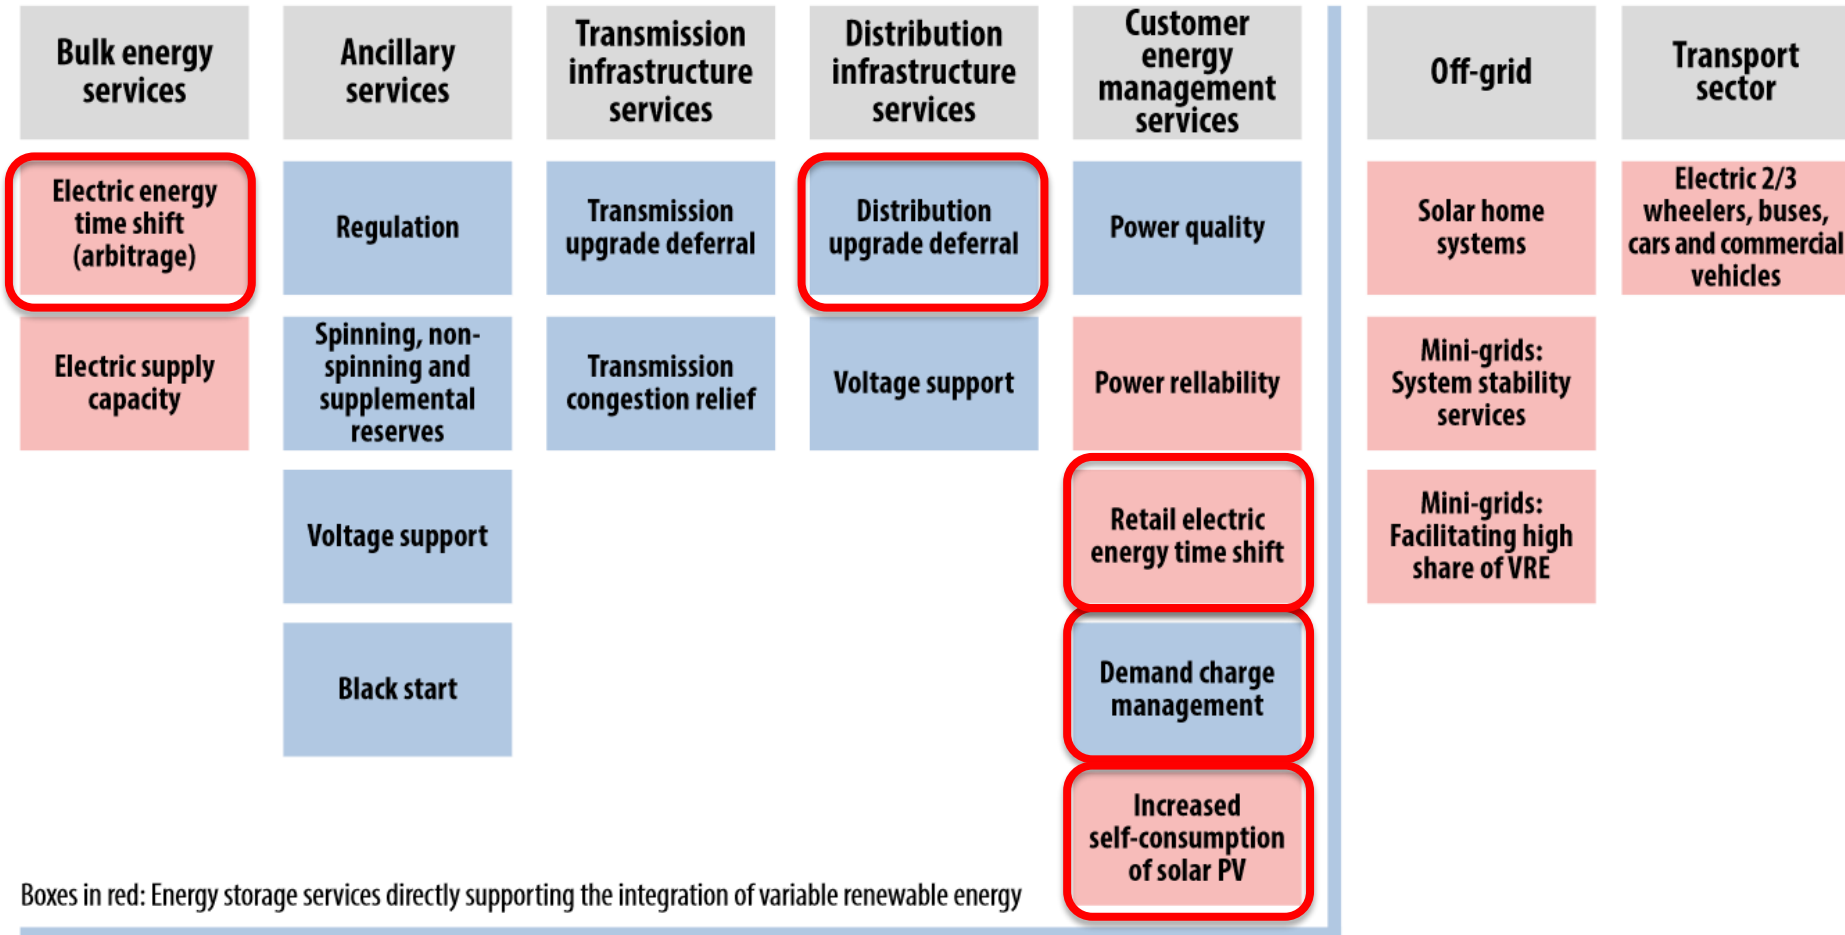 Bulk energy
services
Ancillary
services
Transmission
infrastructure
services
Distribution
infrastructure
services
Customer
energy
management
services
Off-grid
Transport
sector
Electric energy
time shift
(arbitrage)
Regulation
Transmission
upgrade deferral
Distribution
upgrade deferral
Power quality
Solar home
systems
Electric 2/3
wheelers, buses,
cars and commercial
vehicles
Electric supply
capacity
Spinning, non-
spinning and
supplemental
reserves
Transmission
congestion relief
Voltage support
Power rellability
Mini-grids:
System stability
services
Voltage support
Retail electric
energy time shift
Mini-grids:
Facilitating high
share of VRE
Black start
Demand charge
management
Increased
self-consumption
of solar PV
Boxes in red: Energy storage services directly supporting the integration of variable renewable energy